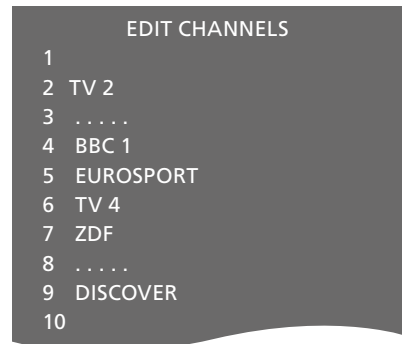 EDIT CHANNELS
1
2 TV 2
3 .....
4 BBC 1
5 EUROSPORT
6 TV 4
7 ZDF
8 .....
9 DISCOVER
10